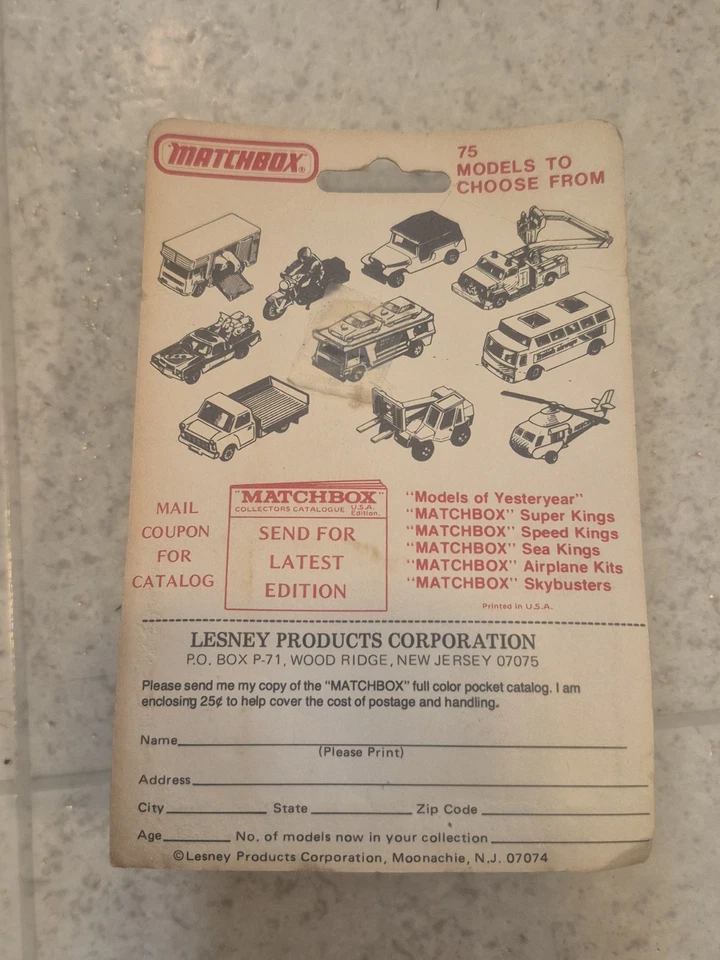 "MATCHBOX"®
75
MODELS TO
CHOOSE FROM
MAIL
COUPON
FOR
CATALOG
"MATCHBOX"
COLLECTORS CATALOGUE U.S.A. Edition.
SEND FOR
LATEST
EDITION
"Models of Yesteryear"
"MATCHBOX" Super Kings
"MATCHBOX" Speed Kings
"MATCHBOX" Sea Kings
"MATCHBOX" Airplane Kits
"MATCHBOX" Skybusters
Printed in U.S.A.
LESNEY PRODUCTS CORPORATION
P.O. BOX P-71, WOOD RIDGE, NEW JERSEY 07075
Please send me my copy of the "MATCHBOX" full color pocket catalog. I am
enclosing 25¢ to help cover the cost of postage and handling.
Name
(Please Print)
Address
City State Zip Code
Age No. of models now in your collection
©Lesney Products Corporation, Moonachie, N.J. 07074